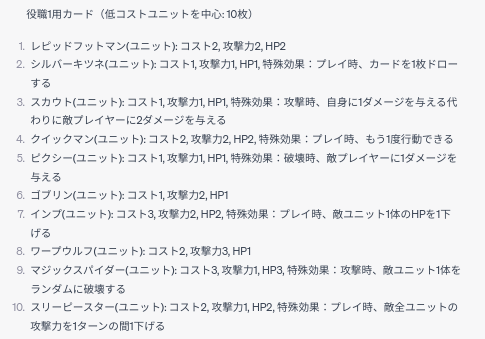 役職1用カード（低コストユニットを中心: 10枚）
1. レピッドフットマン(ユニット): コスト2, 攻撃力2, HP2
2. シルバーキツネ(ユニット): コスト1, 攻撃力1, HP1, 特殊効果：プレイ時、カードを1枚ドロー
する
3. スカウト(ユニット): コスト1, 攻撃力1, HP1, 特殊効果：攻撃時、自身に1ダメージを与える代
わりに敵プレイヤーに2ダメージを与える
4. クイックマン(ユニット): コスト2, 攻撃力2, HP2, 特殊効果：プレイ時、もう1度行動できる
5. ピクシー(ユニット): コスト1, 攻撃力1, HP1, 特殊効果：破壊時、敵プレイヤーに1ダメージを
与える
6. ゴブリン(ユニット): コスト1, 攻撃力2, HP1
7. インプ(ユニット): コスト3, 攻撃力2, HP2, 特殊効果：プレイ時、敵ユニット1体のHPを1下
げる
8. ワープウルフ(ユニット): コスト2, 攻撃力3, HP1
9. マジックスパイダー(ユニット): コスト3, 攻撃力1, HP3, 特殊効果：攻撃時、敵ユニット1体を
ランダムに破壊する
10. スリーピースター(ユニット): コスト2, 攻撃力1, HP2, 特殊効果：プレイ時、敵全ユニットの
攻撃力を1ターンの間1下げる